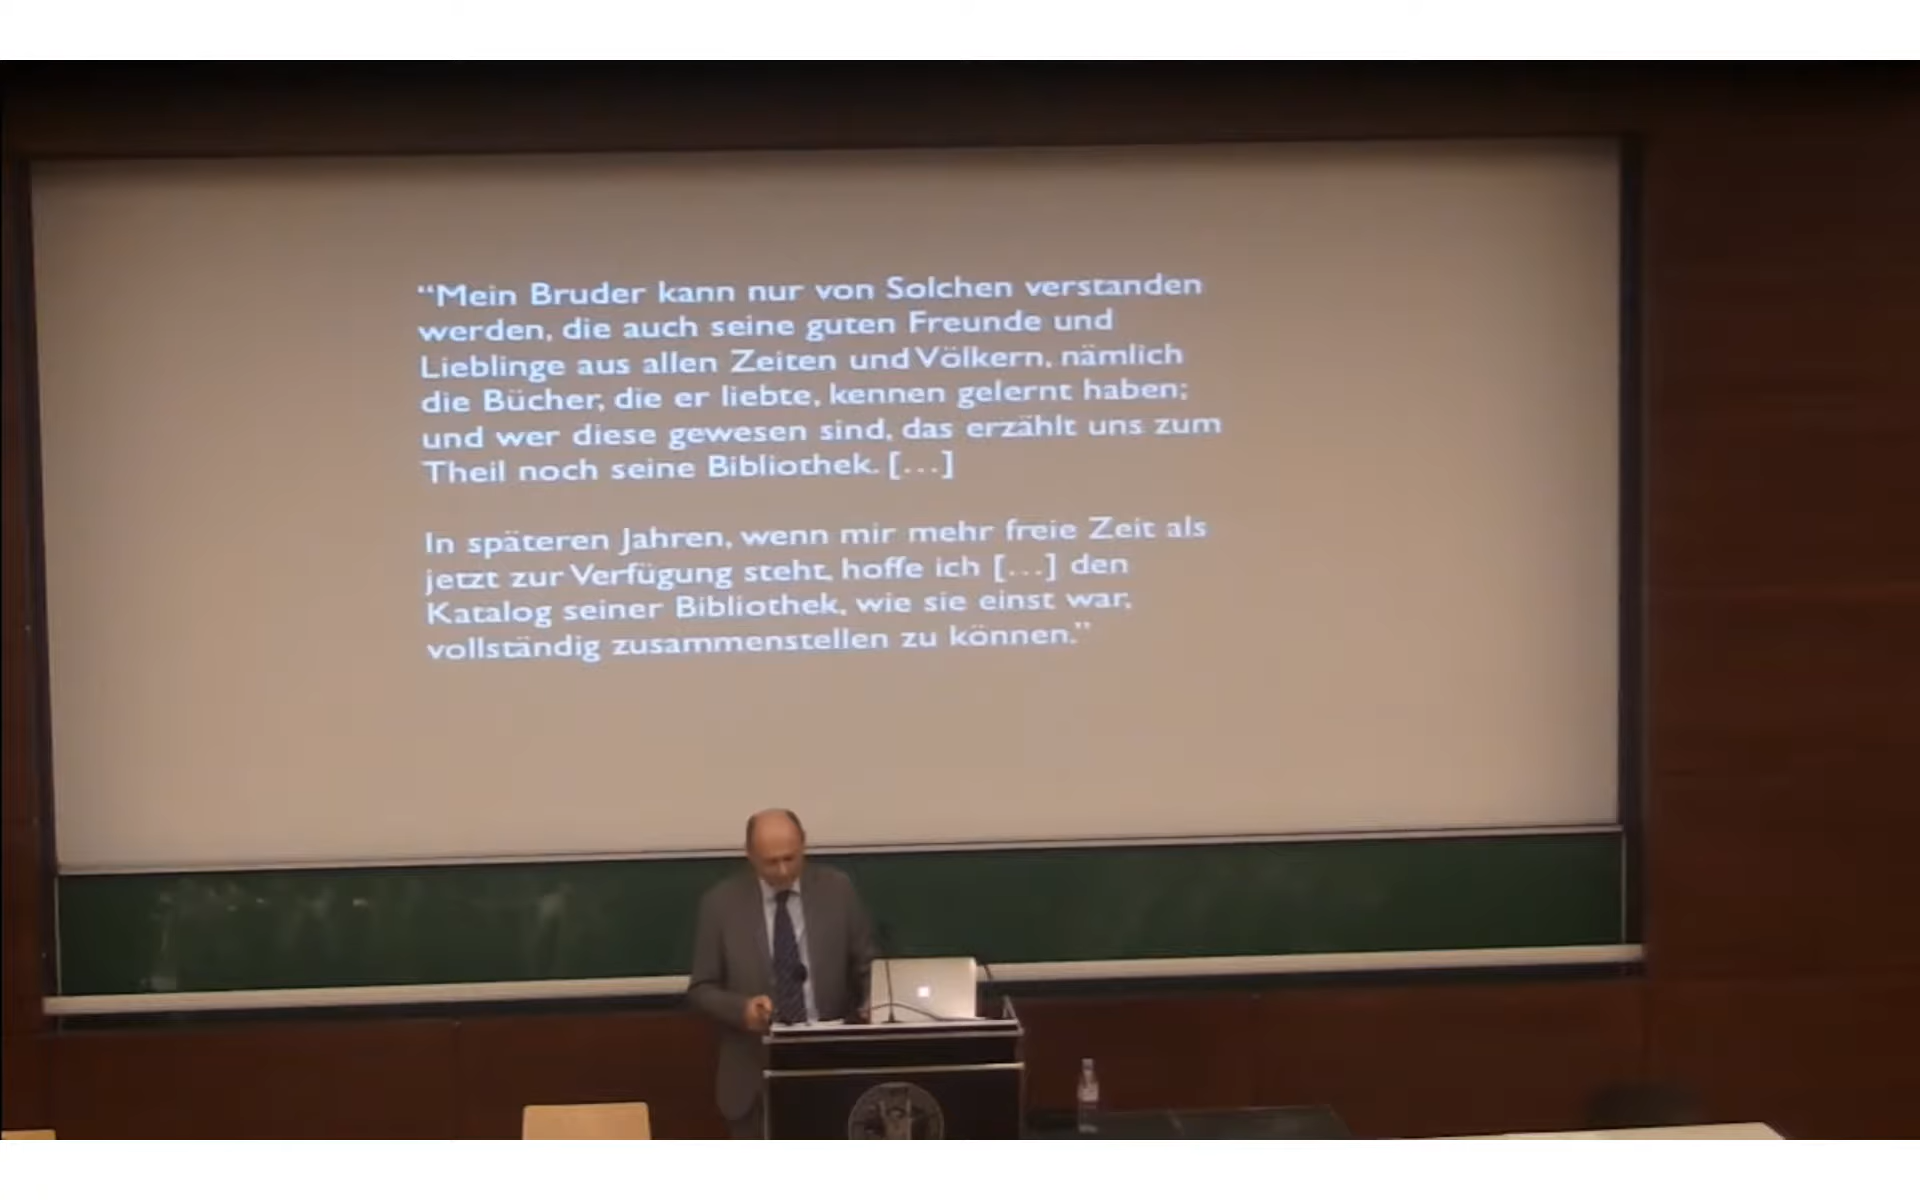 “Mein Bruder kann nur von Solchen verstanden
werden, die auch seine guten Freunde und
Lieblinge aus allen Zeiten und Völkern, nämlich
die Bücher, die er liebte, kennen gelernt haben;
und wer diese gewesen sind, das erzählt uns zum
Theil noch seine Bibliothek. […]
In späteren Jahren, wenn mir mehr freie Zeit als
jetzt zur Verfügung steht, hoffe ich […] den
Katalog seiner Bibliothek, wie sie einst war,
vollständig zusammenstellen zu können.”